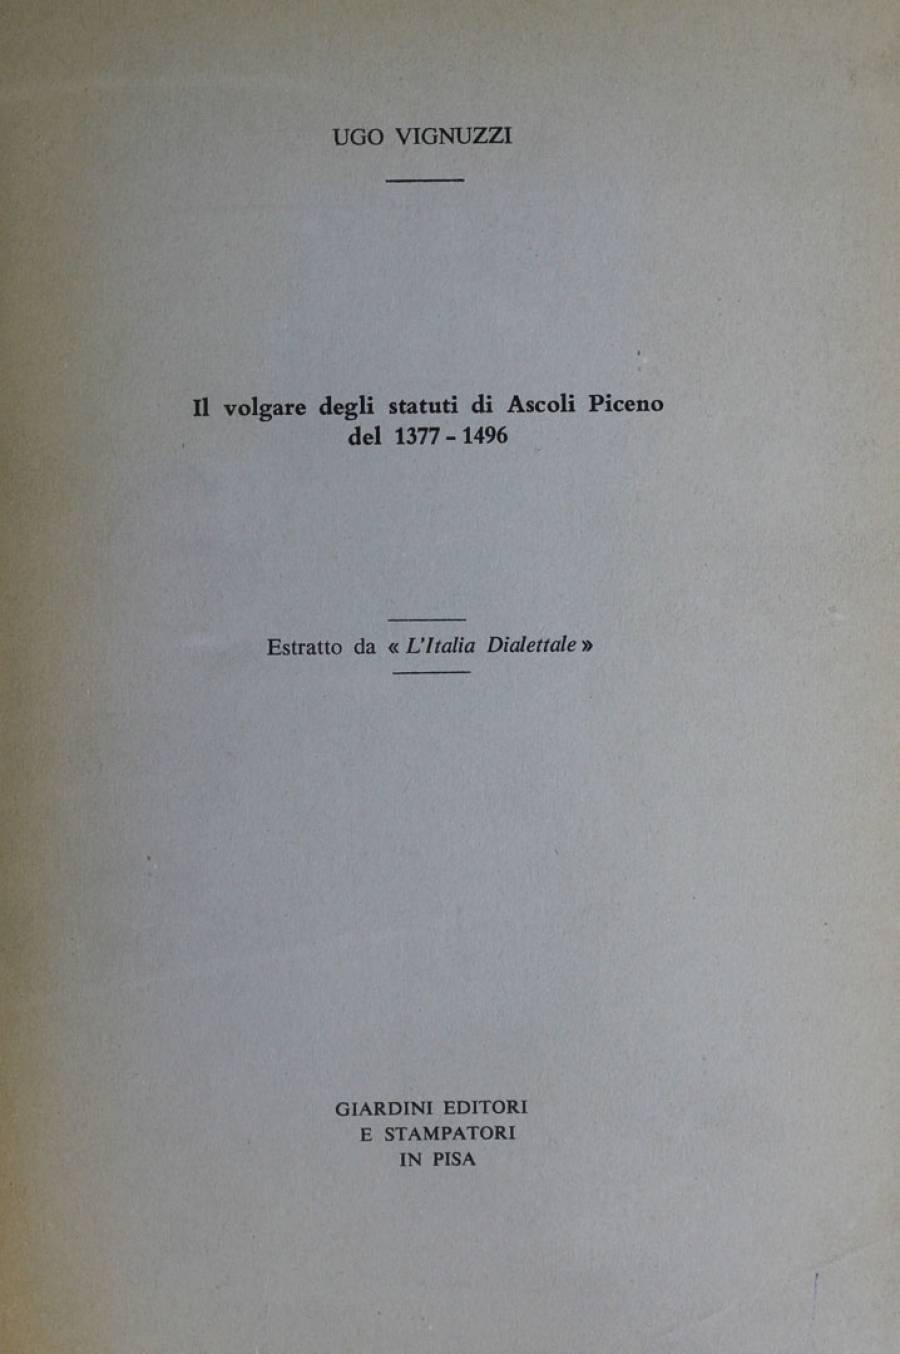 UGO VIGNUZZI
Il volgare degli statuti di Ascoli Piceno
del 1377 - 1496
Estratto da « L'Italia Dialettale »
GIARDINI EDITORI
E STAMPATORI
IN PISA